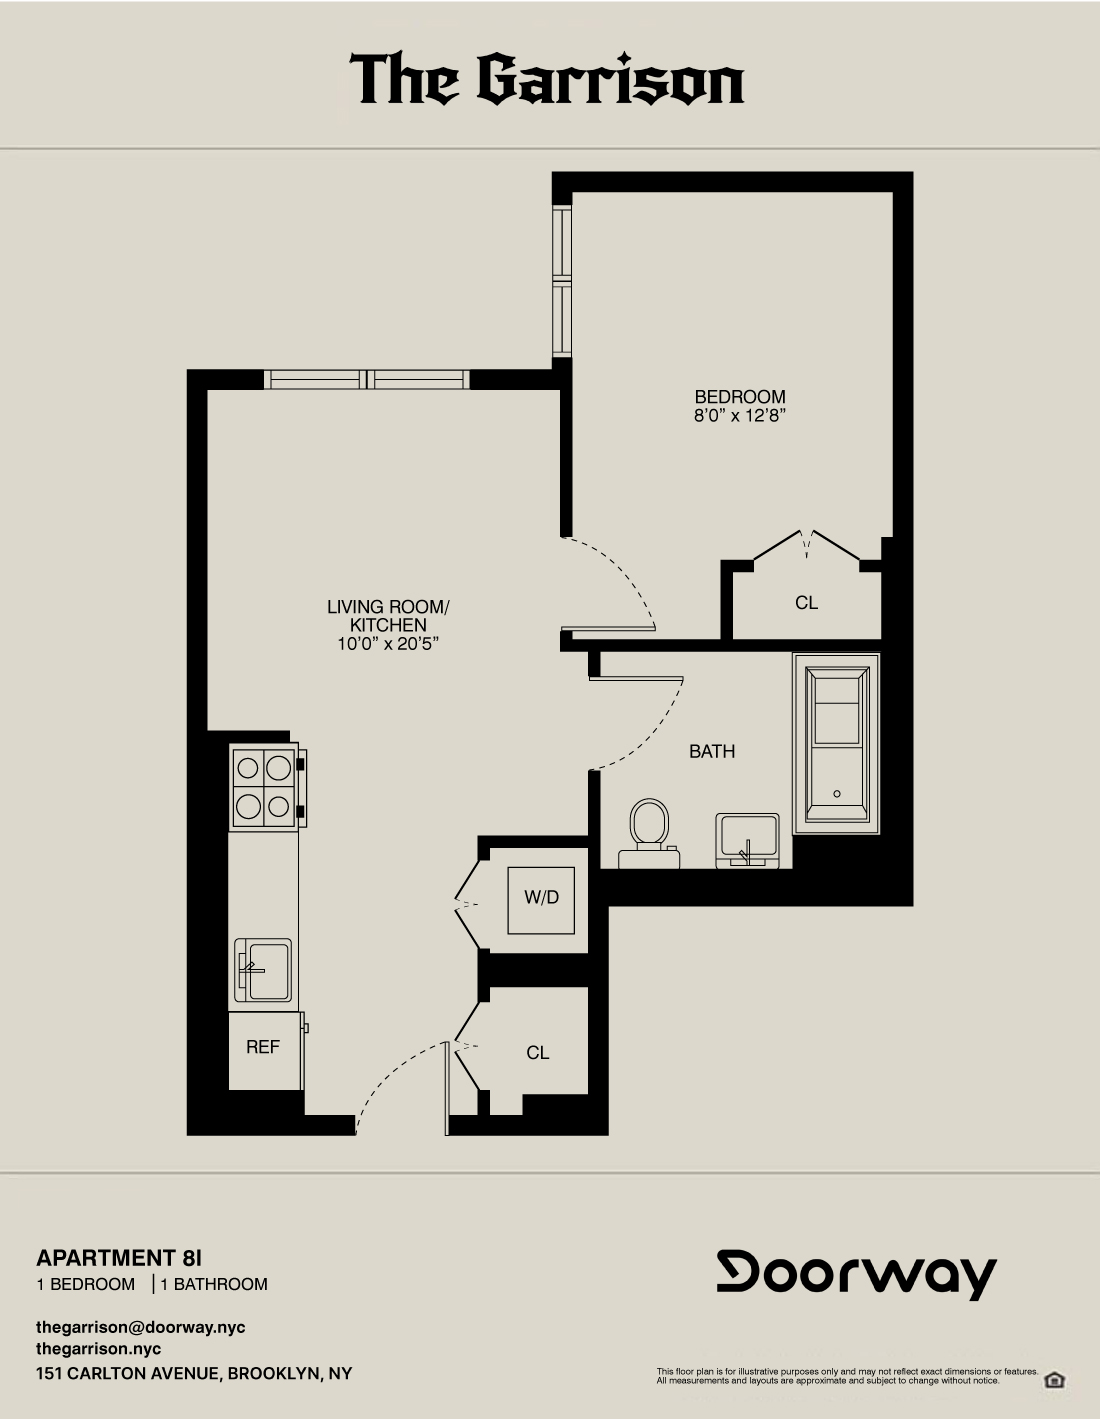 The Garrison
BEDROOM
8’0” x 12’8”
CL
LIVING ROOM/
KITCHEN
10’0” x 20’5”
BATH
W/D
REF
CL
APARTMENT 8I
1 BEDROOM | 1 BATHROOM
thegarrison@doorway.nyc
thegarrison.nyc
151 CARLTON AVENUE, BROOKLYN, NY
Doorway
This floor plan is for illustrative purposes only and may not reflect exact dimensions or features.
All measurements and layouts are approximate and subject to change without notice.